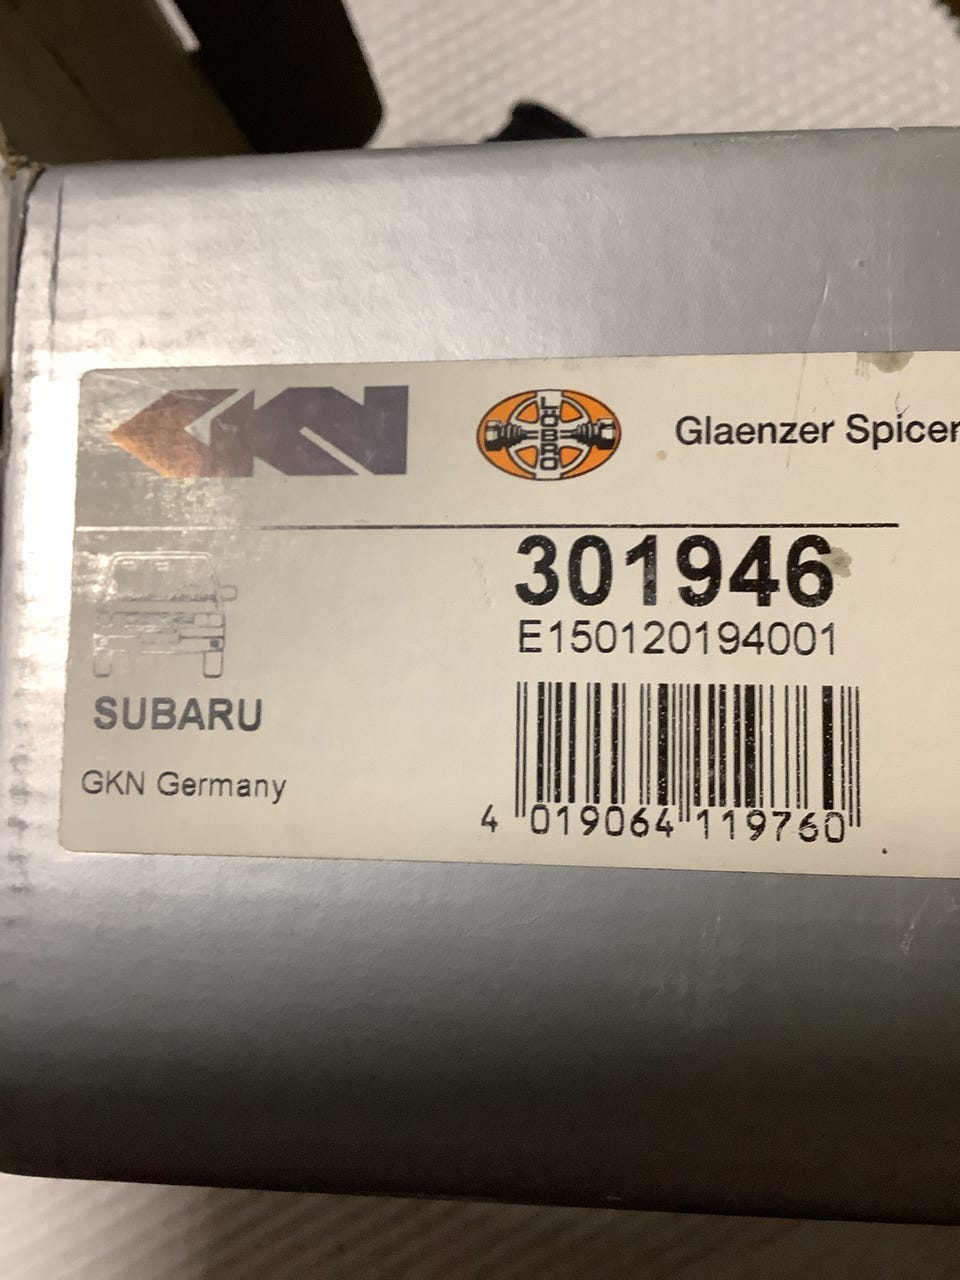 GKN
LÖBRO
Glaenzer Spicer
301946
E150120194001
SUBARU
GKN Germany
4 019064 119760